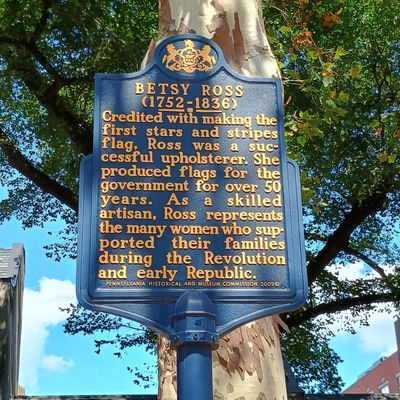 BETSY ROSS
(1752-1836)
Credited with making the
first stars and stripes
flag, Ross was a suc-
cessful upholsterer. She
produced flags for the
government for over 50
years. As a skilled
artisan, Ross represents
the many women who sup-
ported their families
during the Revolution
and early Republic.
PENNSYLVANIA HISTORICAL AND MUSEUM COMMISSION 2009©